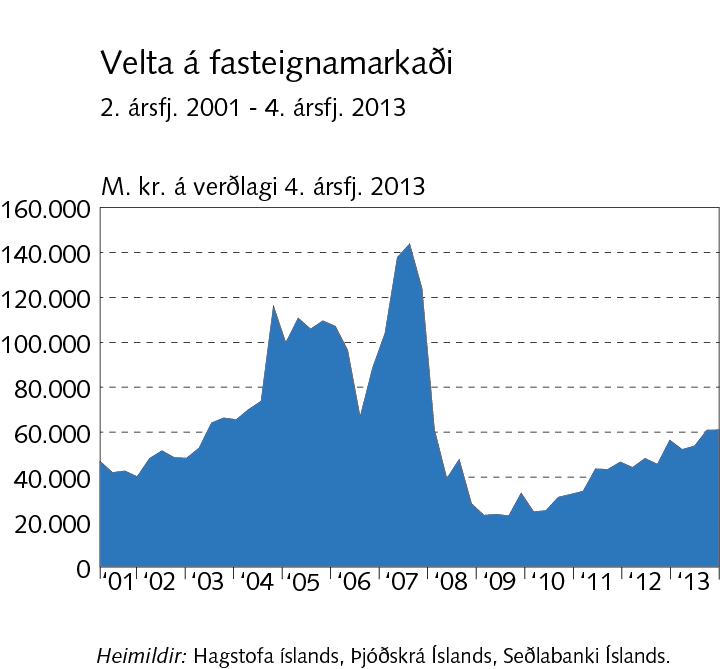 Velta á fasteignamarkaði
2. ársfj. 2001 - 4. ársfj. 2013
M. kr. á verðlagi 4. ársfj. 2013
160.000
140.000
120.000
100.000
80.000
60.000
40.000
20.000
0
‘01 ‘02 ‘03 ‘04 ‘05 ‘06 ‘07 ‘08 ‘09 ‘10 ‘11 ‘12 ‘13
Heimildir: Hagstofa íslands, Þjóðskrá Íslands, Seðlabanki Íslands.